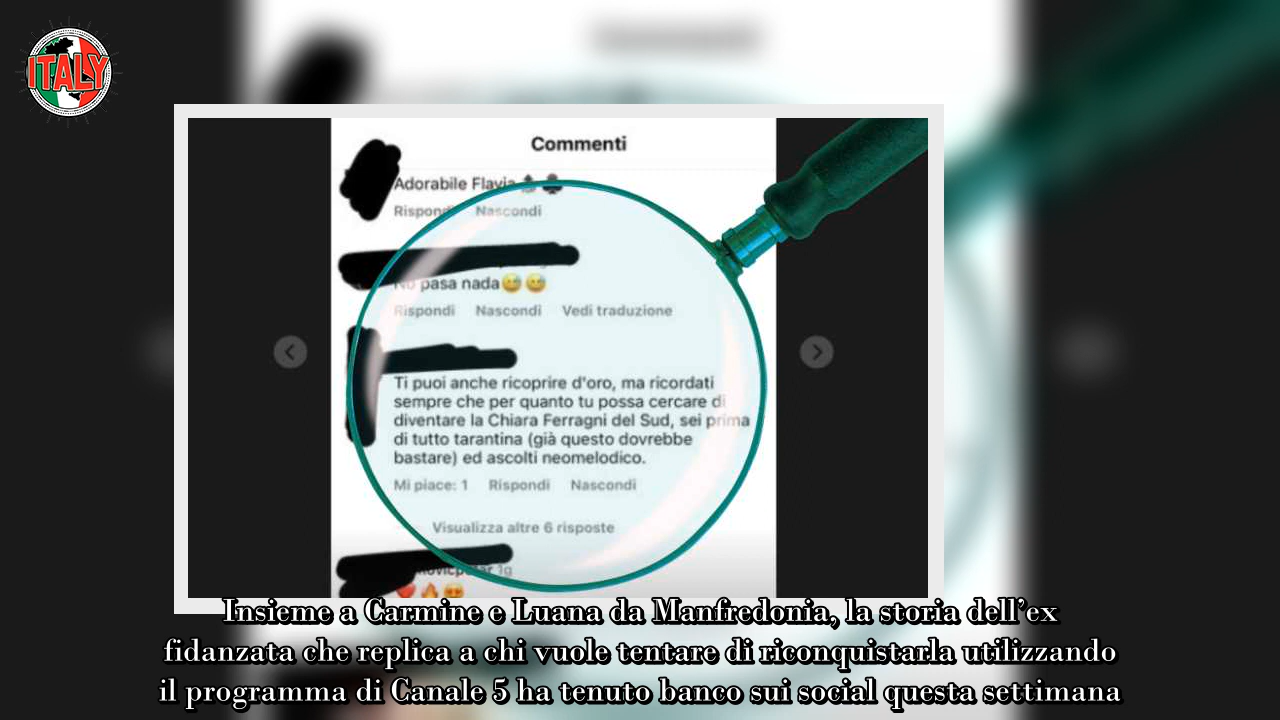 ITALY
Commenti
Adorabile Flavia
Rispondi Nascondi
No pasa nada😅😅
Rispondi Nascondi Vedi traduzione
Ti puoi anche ricoprire d'oro, ma ricordati
sempre che per quanto tu possa cercare di
diventare la Chiara Ferragni del Sud, sei prima
di tutto tarantina (già questo dovrebbe
bastare) ed ascolti neomelodico.
Mi piace: 1 Rispondi Nascondi
Visualizza altre 6 risposte
1g
❤️🔥😍
Insieme a Carmine e Luana da Manfredonia, la storia dell'ex
fidanzata che replica a chi vuole tentare di riconquistarla utilizzando
il programma di Canale 5 ha tenuto banco sui social questa settimana